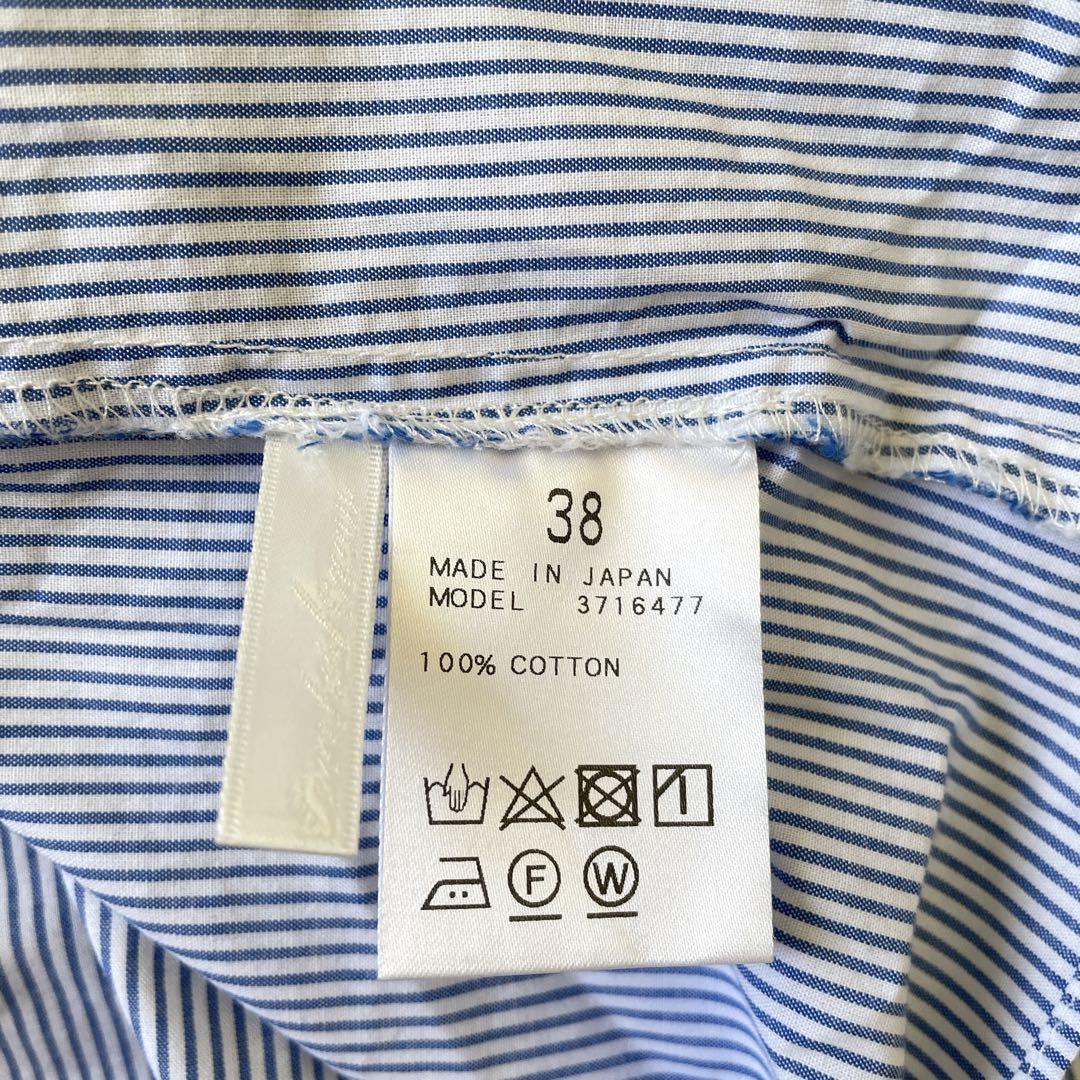 38
MADE IN JAPAN
MODEL 3716477
100% COTTON
F W